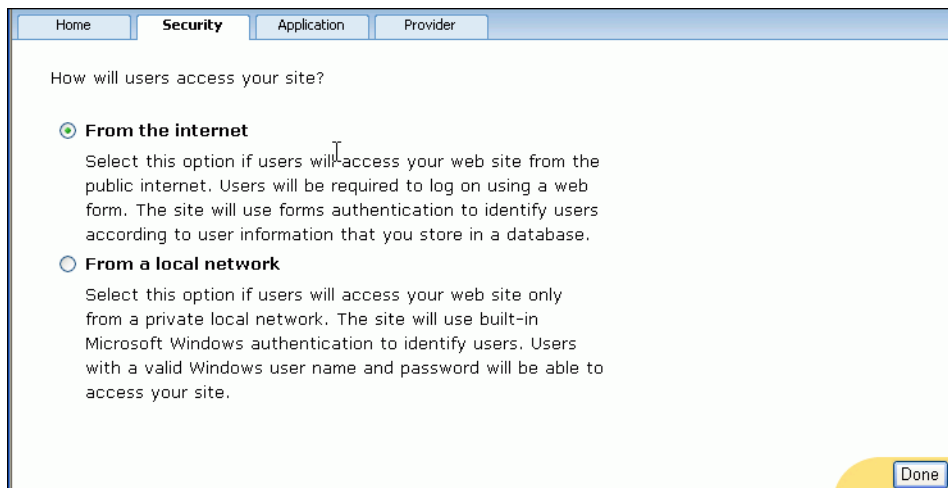 Home Security Application Provider
How will users access your site?
From the internet
Select this option if users will access your web site from the
public internet. Users will be required to log on using a web
form. The site will use forms authentication to identify users
according to user information that you store in a database.
From a local network
Select this option if users will access your web site only
from a private local network. The site will use built-in
Microsoft Windows authentication to identify users. Users
with a valid Windows user name and password will be able to
access your site.
Done